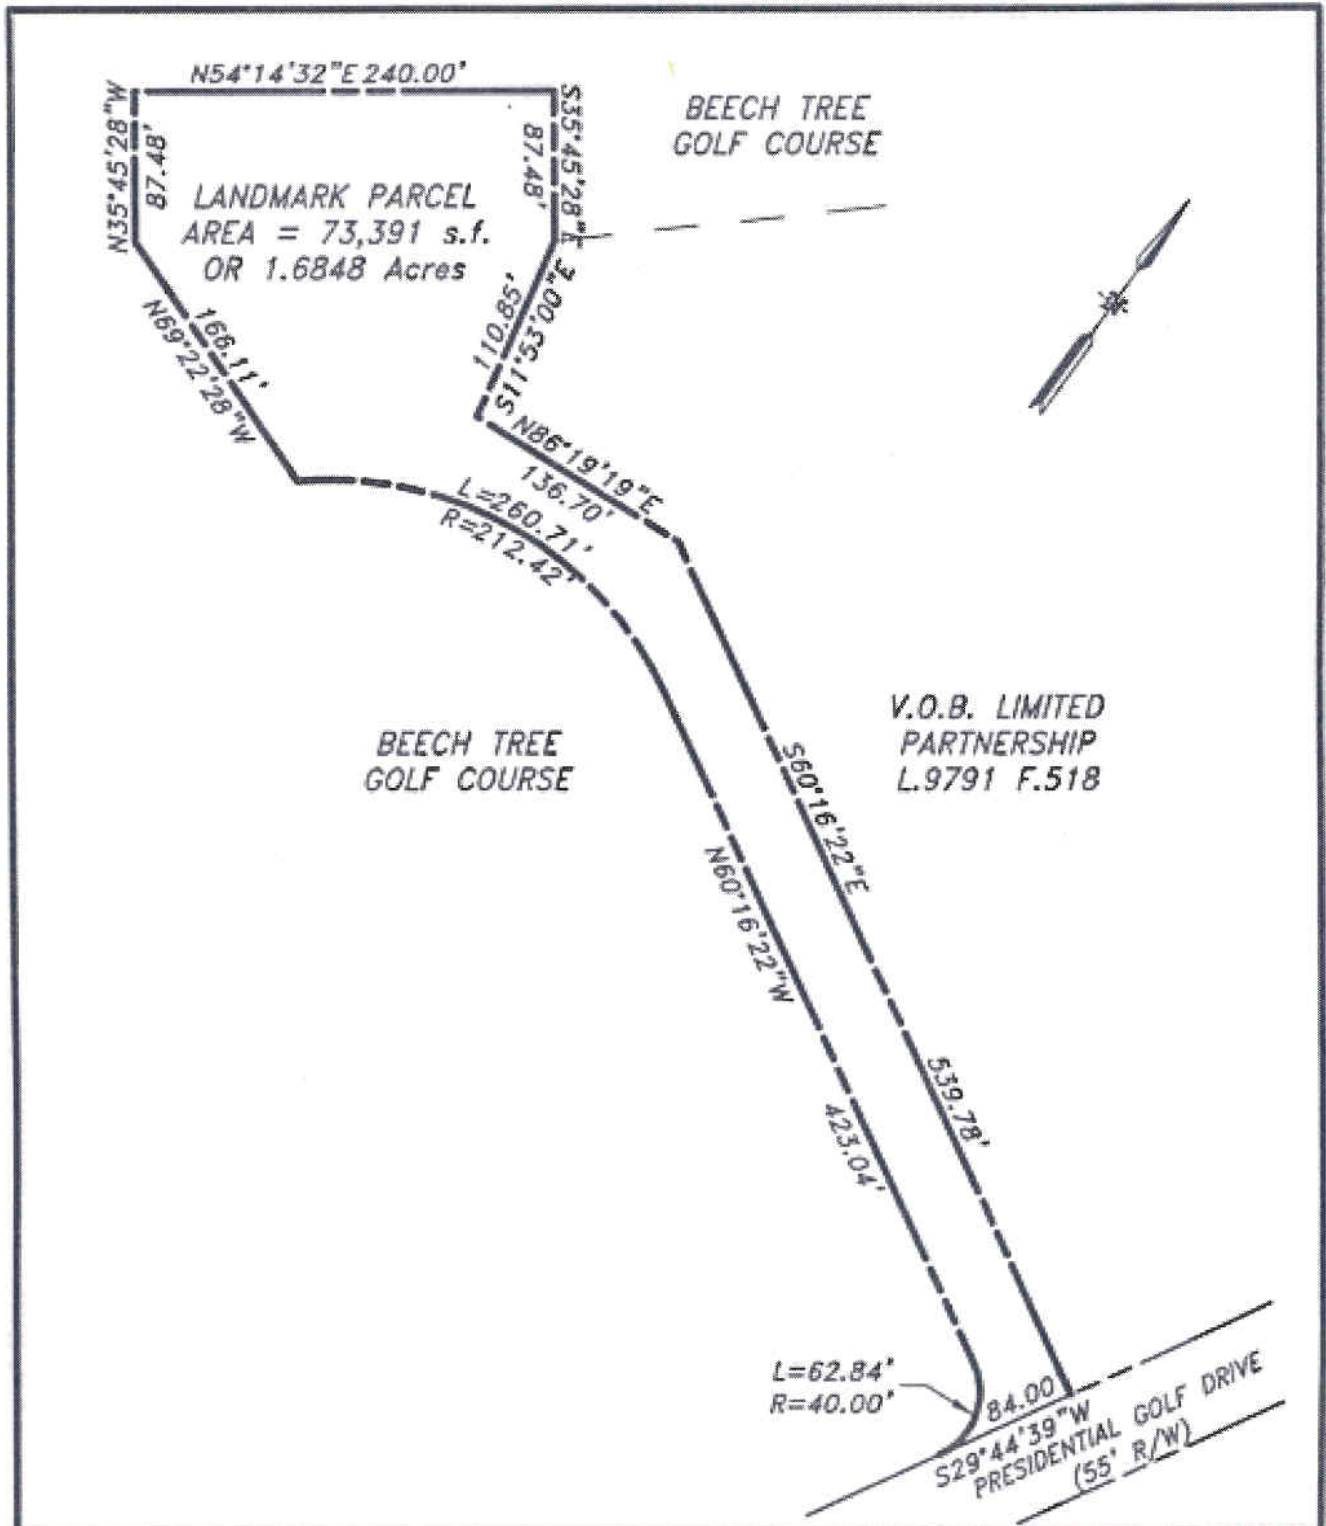 N54°14'32"E 240.00'
N35°45'28"W
87.48'
S35°45'28"E
87.48'
BEECH TREE
GOLF COURSE
LANDMARK PARCEL
AREA = 73,391 s.f.
OR 1.6848 Acres
110.85'
S11°53'00"E
166.11'
N69°22'28"W
N86°19'19"E
136.70'
L=260.71'
R=212.42'
BEECH TREE
GOLF COURSE
V.O.B. LIMITED
PARTNERSHIP
L.9791 F.518
S60°16'22"E
539.78'
N60°16'22"W
423.04'
L=62.84'
R=40.00'
84.00
S29°44'39"W
PRESIDENTIAL GOLF DRIVE
(55' R/W)